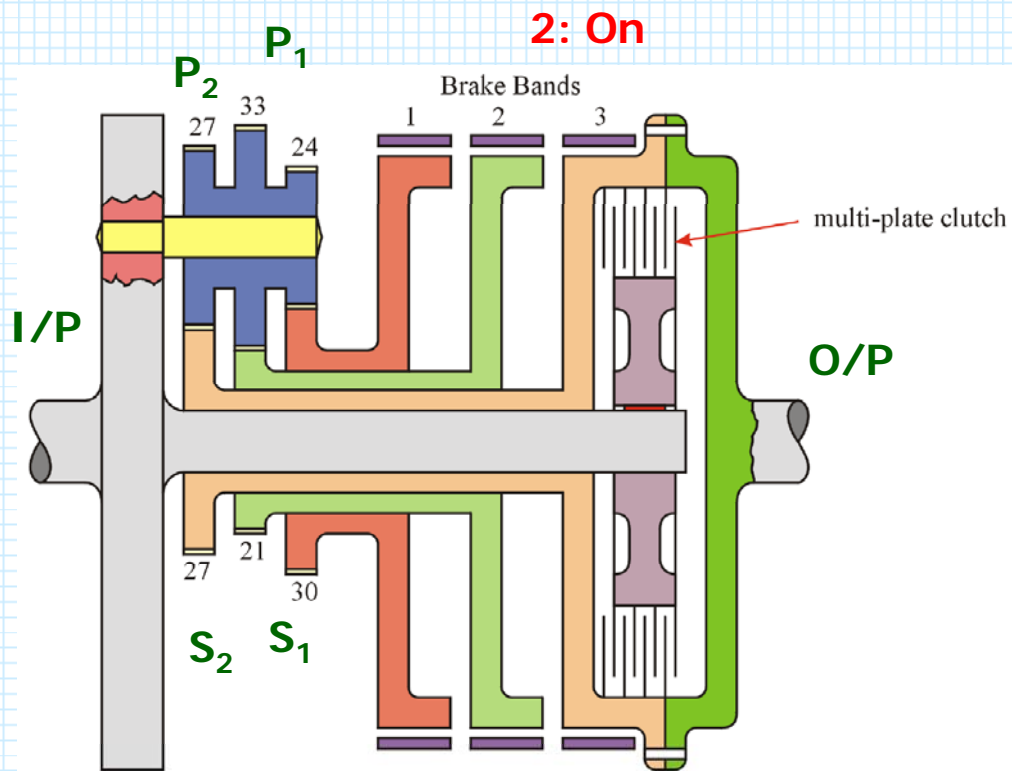 2: On
P1
P2
Brake Bands
33
1 2 3
27
24
multi-plate clutch
I/P
O/P
21
27
30
S1
S2